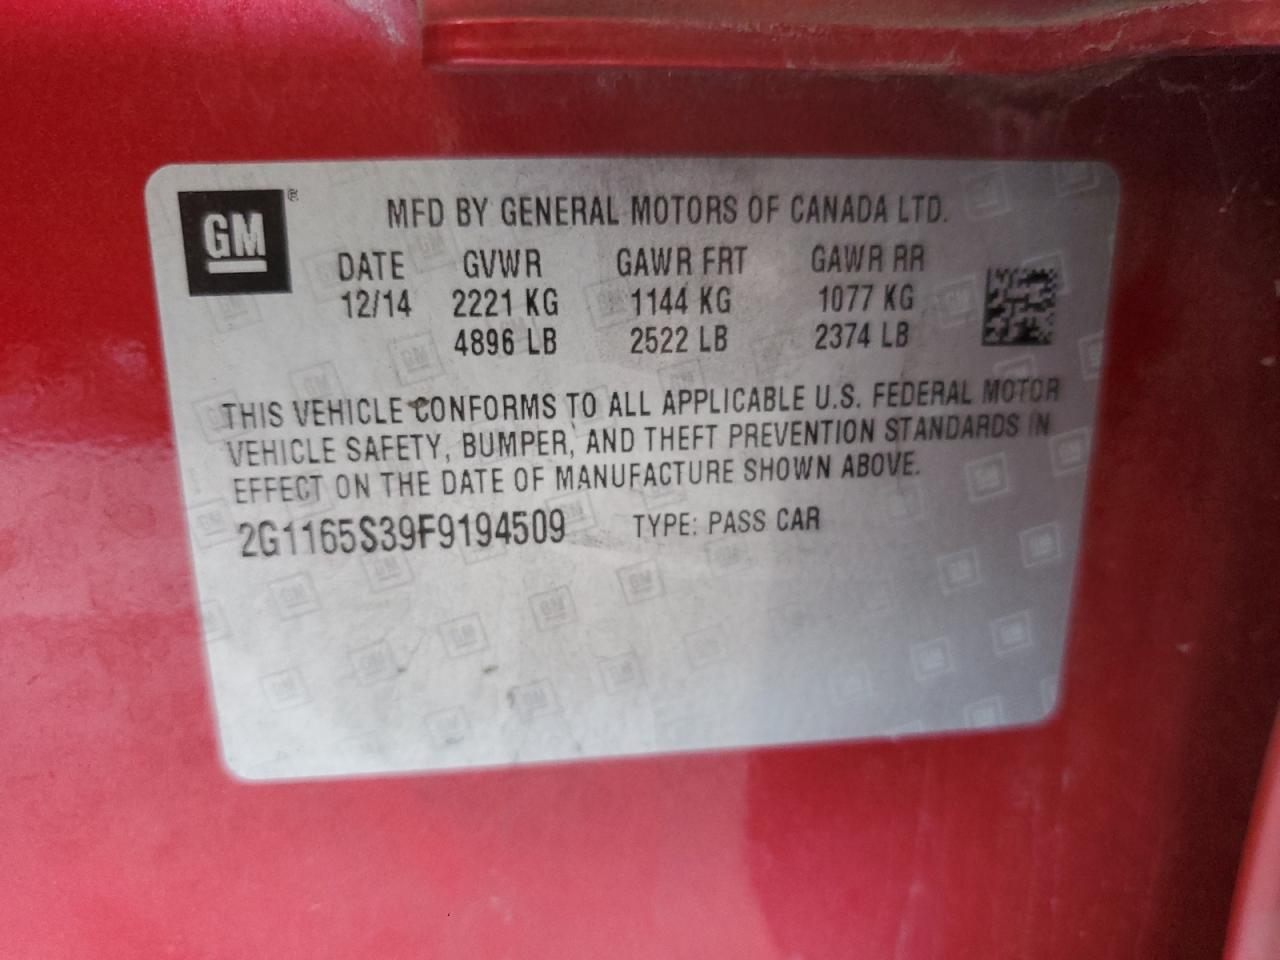 GM ®
MFD BY GENERAL MOTORS OF CANADA LTD.
DATE GVWR GAWR FRT GAWR RR
12/14 2221 KG 1144 KG 1077 KG
4896 LB 2522 LB 2374 LB
THIS VEHICLE CONFORMS TO ALL APPLICABLE U.S. FEDERAL MOTOR
VEHICLE SAFETY, BUMPER, AND THEFT PREVENTION STANDARDS IN
EFFECT ON THE DATE OF MANUFACTURE SHOWN ABOVE.
2G1165S39F9194509 TYPE: PASS CAR